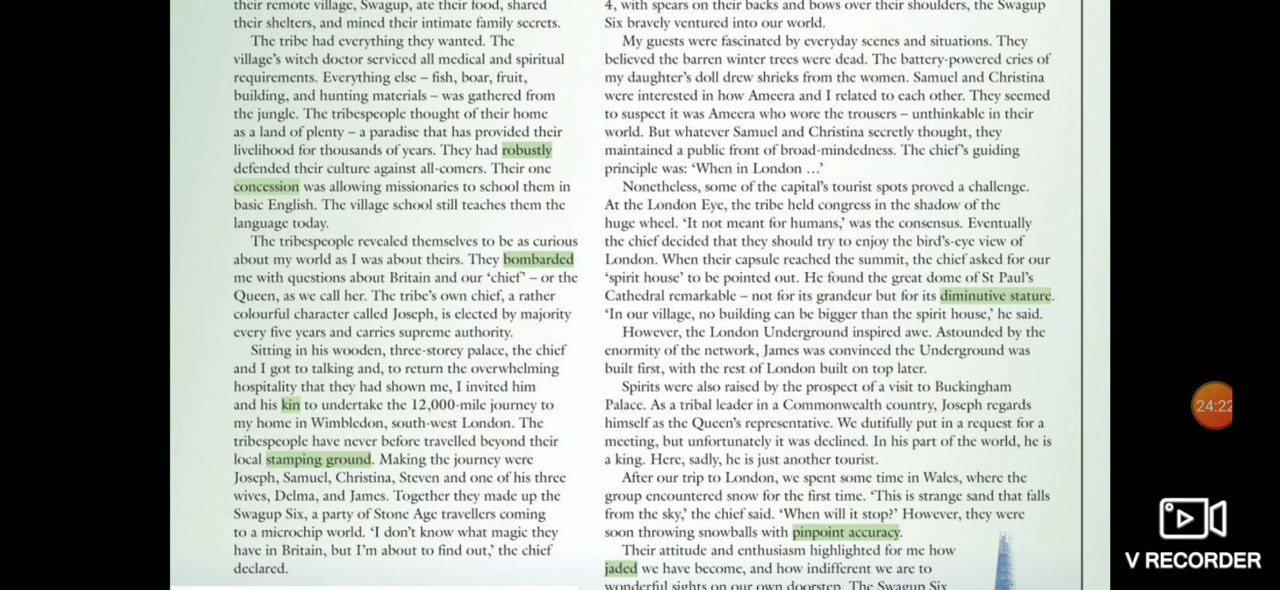 their remote village, Swagup, ate their food, shared
their shelters, and mined their intimate family secrets.
The tribe had everything they wanted. The
village's witch doctor serviced all medical and spiritual
requirements. Everything else – fish, boar, fruit,
building, and hunting materials – was gathered from
the jungle. The tribespeople thought of their home
as a land of plenty – a paradise that has provided their
livelihood for thousands of years. They had robustly
defended their culture against all-comers. Their one
concession was allowing missionaries to school them in
basic English. The village school still teaches them the
language today.
The tribespeople revealed themselves to be as curious
about my world as I was about theirs. They bombarded
me with questions about Britain and our 'chief' – or the
Queen, as we call her. The tribe's own chief, a rather
colourful character called Joseph, is elected by majority
every five years and carries supreme authority.
Sitting in his wooden, three-storey palace, the chief
and I got to talking and, to return the overwhelming
hospitality that they had shown me, I invited him
and his kin to undertake the 12,000-mile journey to
my home in Wimbledon, south-west London. The
tribespeople have never before travelled beyond their
local stamping ground. Making the journey were
Joseph, Samuel, Christina, Steven and one of his three
wives, Delma, and James. Together they made up the
Swagup Six, a party of Stone Age travellers coming
to a microchip world. 'I don't know what magic they
have in Britain, but I'm about to find out,' the chief
declared.
4, with spears on their backs and bows over their shoulders, the Swagup
Six bravely ventured into our world.
My guests were fascinated by everyday scenes and situations. They
believed the barren winter trees were dead. The battery-powered cries of
my daughter's doll drew shrieks from the women. Samuel and Christina
were interested in how Ameera and I related to each other. They seemed
to suspect it was Ameera who wore the trousers – unthinkable in their
world. But whatever Samuel and Christina secretly thought, they
maintained a public front of broad-mindedness. The chief's guiding
principle was: 'When in London ...'
Nonetheless, some of the capital's tourist spots proved a challenge.
At the London Eye, the tribe held congress in the shadow of the
huge wheel. 'It not meant for humans,' was the consensus. Eventually
the chief decided that they should try to enjoy the bird's-eye view of
London. When their capsule reached the summit, the chief asked for our
'spirit house' to be pointed out. He found the great dome of St Paul's
Cathedral remarkable – not for its grandeur but for its diminutive stature.
'In our village, no building can be bigger than the spirit house,' he said.
However, the London Underground inspired awe. Astounded by the
enormity of the network, James was convinced the Underground was
built first, with the rest of London built on top later.
Spirits were also raised by the prospect of a visit to Buckingham
Palace. As a tribal leader in a Commonwealth country, Joseph regards
himself as the Queen's representative. We dutifully put in a request for a
meeting, but unfortunately it was declined. In his part of the world, he is
a king. Here, sadly, he is just another tourist.
After our trip to London, we spent some time in Wales, where the
group encountered snow for the first time. 'This is strange sand that falls
from the sky,' the chief said. 'When will it stop?' However, they were
soon throwing snowballs with pinpoint accuracy.
Their attitude and enthusiasm highlighted for me how
jaded we have become, and how indifferent we are to
wonderful sights on our own doorstep. The Swagup Six
24:22
V RECORDER